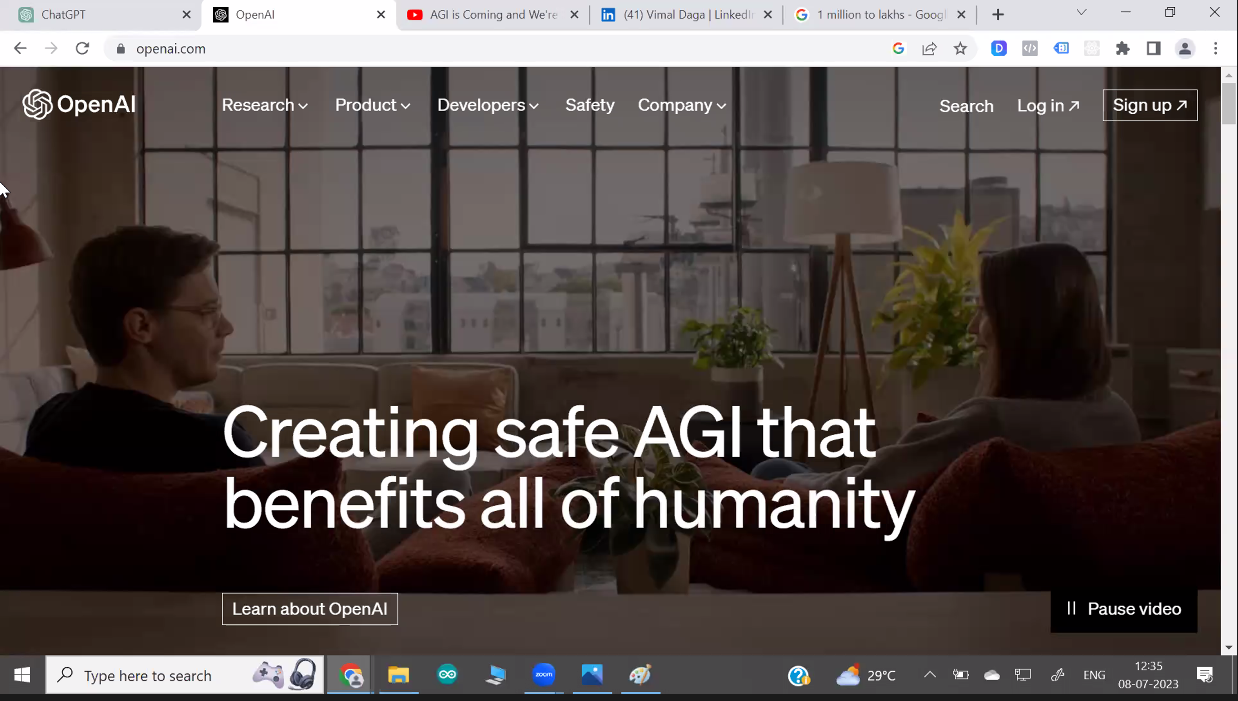 ChatGPT
OpenAI
AGI is Coming and We're
(41) Vimal Daga | LinkedIn
1 million to lakhs - Googl
openai.com
OpenAI
Research
Product
Developers
Safety
Company
Search
Log in
Sign up
Creating safe AGI that
benefits all of humanity
Learn about OpenAI
Pause video
Type here to search
zoom
29°C
ENG
12:35
08-07-2023